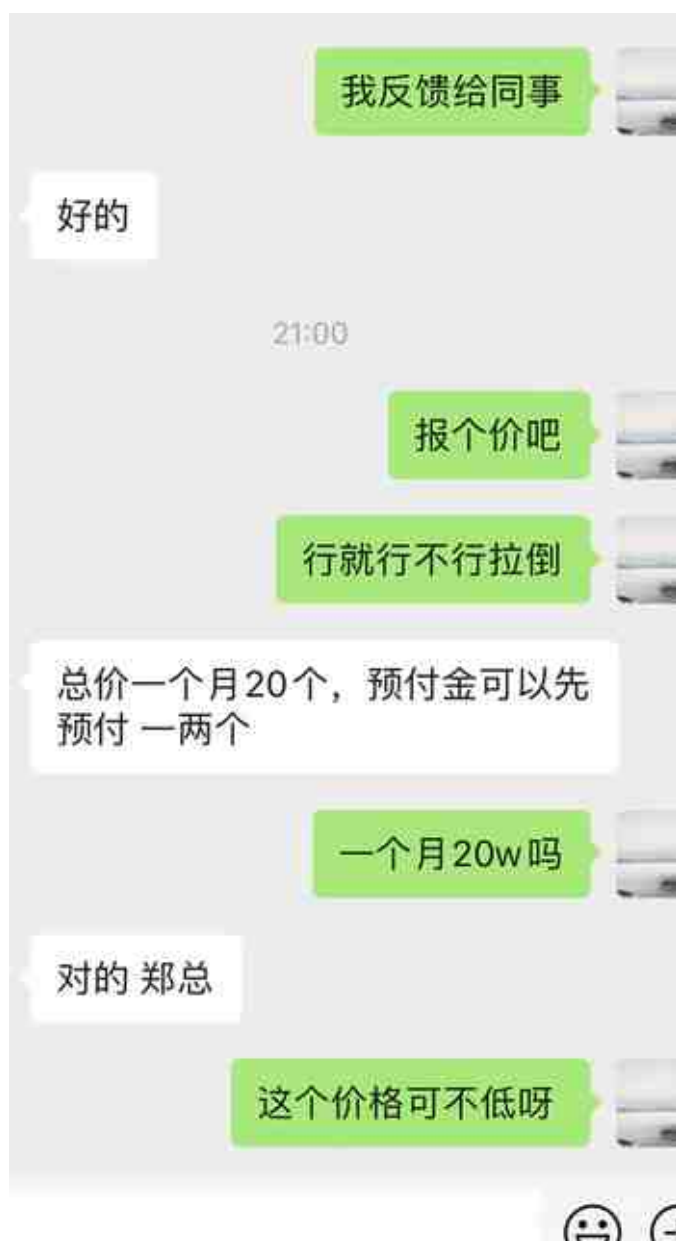 我反馈给同事
好的
21:00
报个价吧
行就行不行拉倒
总价一个月20个，预付金可以先
预付 一两个
一个月20w吗
对的 郑总
这个价格可不低呀